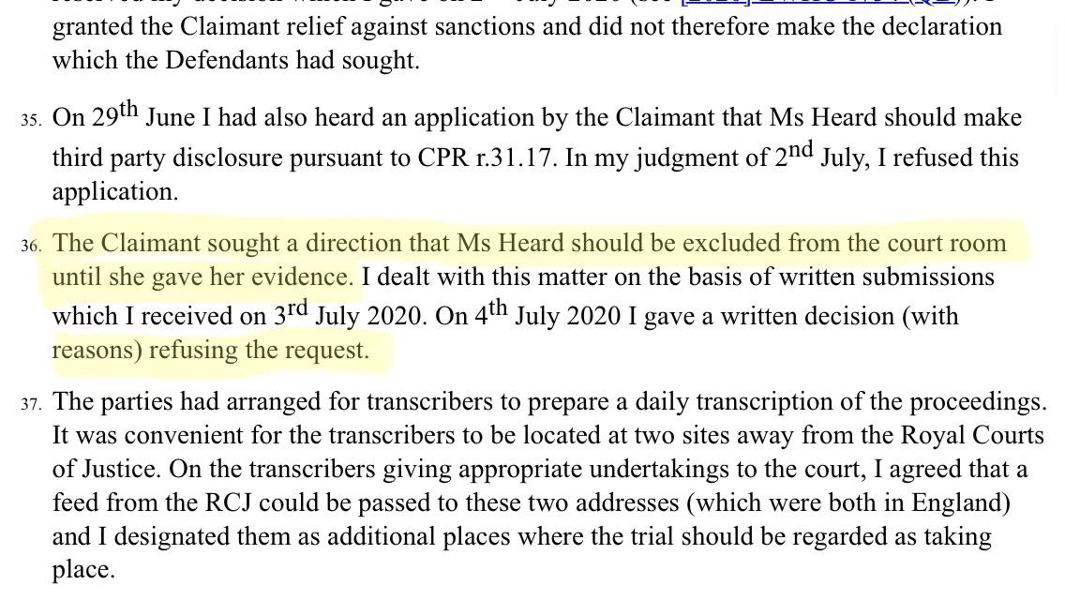 granted the Claimant relief against sanctions and did not therefore make the declaration
which the Defendants had sought.
35. On 29th June I had also heard an application by the Claimant that Ms Heard should make
third party disclosure pursuant to CPR r.31.17. In my judgment of 2nd July, I refused this
application.
36. The Claimant sought a direction that Ms Heard should be excluded from the court room
until she gave her evidence. I dealt with this matter on the basis of written submissions
which I received on 3rd July 2020. On 4th July 2020 I gave a written decision (with
reasons) refusing the request.
37. The parties had arranged for transcribers to prepare a daily transcription of the proceedings.
It was convenient for the transcribers to be located at two sites away from the Royal Courts
of Justice. On the transcribers giving appropriate undertakings to the court, I agreed that a
feed from the RCJ could be passed to these two addresses (which were both in England)
and I designated them as additional places where the trial should be regarded as taking
place.